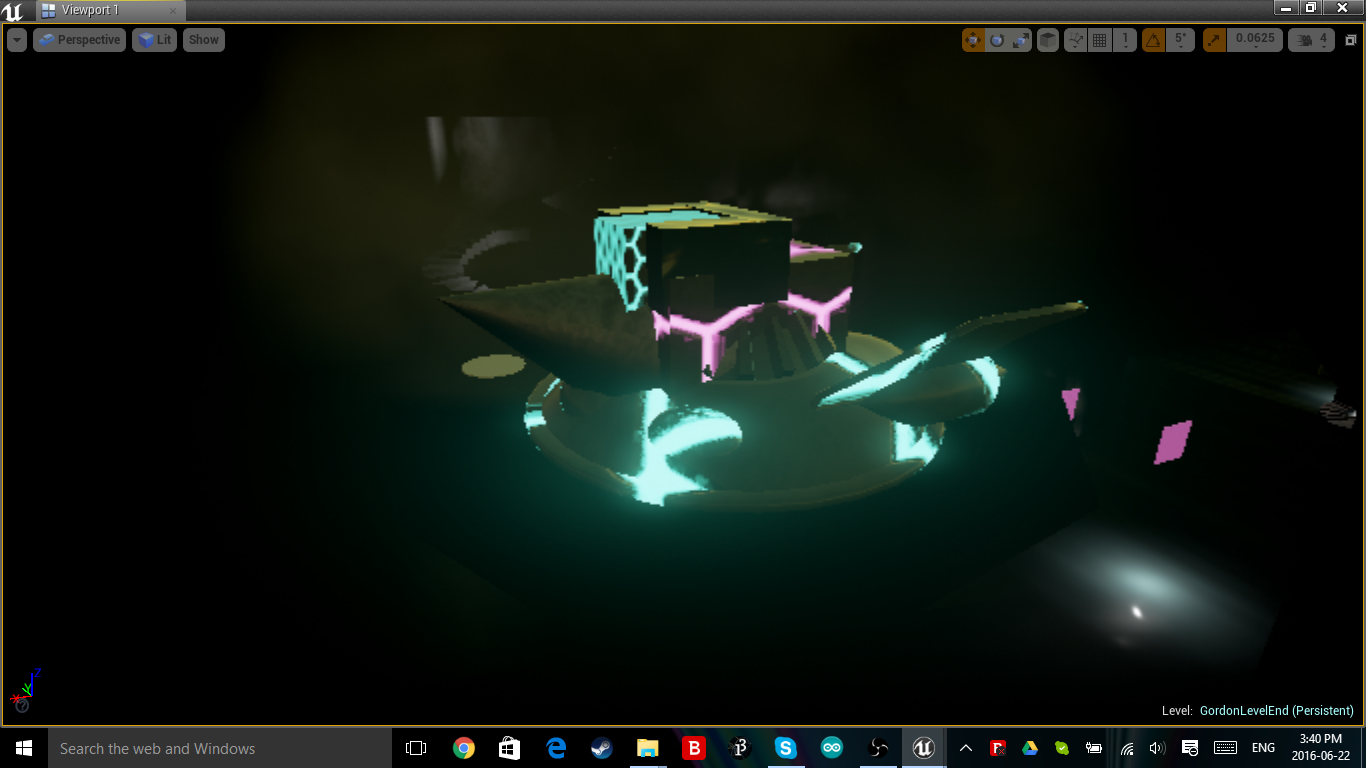 Viewport 1
Perspective Lit Show 1 5° 0.0625 4
Z
?
Level: GordonLevelEnd (Persistent)
Search the web and Windows
B
ENG
3:40 PM
2016-06-22